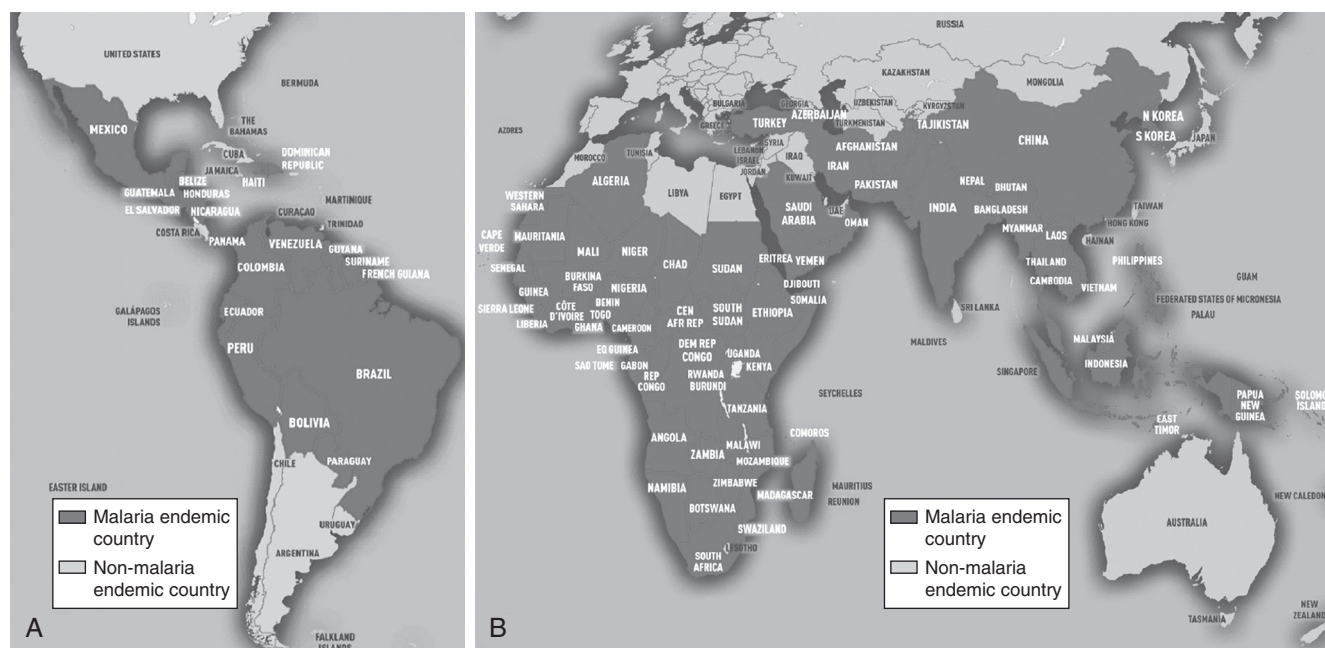 UNITED STATES
BERMUDA
MEXICO
THE
BAHAMAS
CUBA
DOMINICAN
REPUBLIC
JAMAICA
BELIZE
HAITI
GUATEMALA
HONDURAS
MARTINIQUE
EL SALVADOR
NICARAGUA
CURAÇAO
TRINIDAD
COSTA RICA
PANAMA
VENEZUELA
GUYANA
SURINAME
FRENCH GUIANA
COLOMBIA
GALÁPAGOS
ISLANDS
ECUADOR
PERU
BRAZIL
BOLIVIA
PARAGUAY
CHILE
EASTER ISLAND
URUGUAY
ARGENTINA
FALKLAND
ISLANDS
Malaria endemic
country
Non-malaria
endemic country
A
RUSSIA
KAZAKHSTAN
MONGOLIA
BULGARIA
GEORGIA
UZBEKISTAN
KYRGYZSTAN
AZORES
GREECE
TURKEY
AZERBAIJAN
TURKMENISTAN
TAJIKISTAN
CHINA
N KOREA
S KOREA
JAPAN
MOROCCO
TUNISIA
LEBANON
SYRIA
ISRAEL
IRAQ
JORDAN
KUWAIT
AFGHANISTAN
IRAN
PAKISTAN
NEPAL
BHUTAN
ALGERIA
LIBYA
EGYPT
WESTERN
SAHARA
SAUDI
ARABIA
UAE
OMAN
INDIA
BANGLADESH
TAIWAN
HONG KONG
MYANMAR
LAOS
HAINAN
CAPE
VERDE
MAURITANIA
MALI
NIGER
CHAD
SUDAN
ERITREA
YEMEN
THAILAND
PHILIPPINES
SENEGAL
BURKINA
FASO
NIGERIA
DJIBOUTI
SOMALIA
CAMBODIA
VIETNAM
GUAM
GUINEA
BENIN
SIERRA LEONE
CÔTE
D'IVOIRE
TOGO
LIBERIA
GHANA
CAMEROON
CEN
AFR REP
SOUTH
SUDAN
ETHIOPIA
SRI LANKA
FEDERATED STATES OF MICRONESIA
PALAU
MALDIVES
MALAYSIA
EQ GUINEA
SAO TOME
GABON
REP
CONGO
DEM REP
CONGO
UGANDA
KENYA
RWANDA
BURUNDI
SINGAPORE
INDONESIA
SEYCHELLES
TANZANIA
PAPUA
NEW
GUINEA
SOLOMO
ISLAND
EAST
TIMOR
ANGOLA
ZAMBIA
MALAWI
COMOROS
MOZAMBIQUE
NAMIBIA
ZIMBABWE
MADAGASCAR
MAURITIUS
REUNION
BOTSWANA
SWAZILAND
LESOTHO
SOUTH
AFRICA
NEW CALEDON
AUSTRALIA
TASMANIA
NEW
ZEALAND
Malaria endemic
country
Non-malaria
endemic country
B